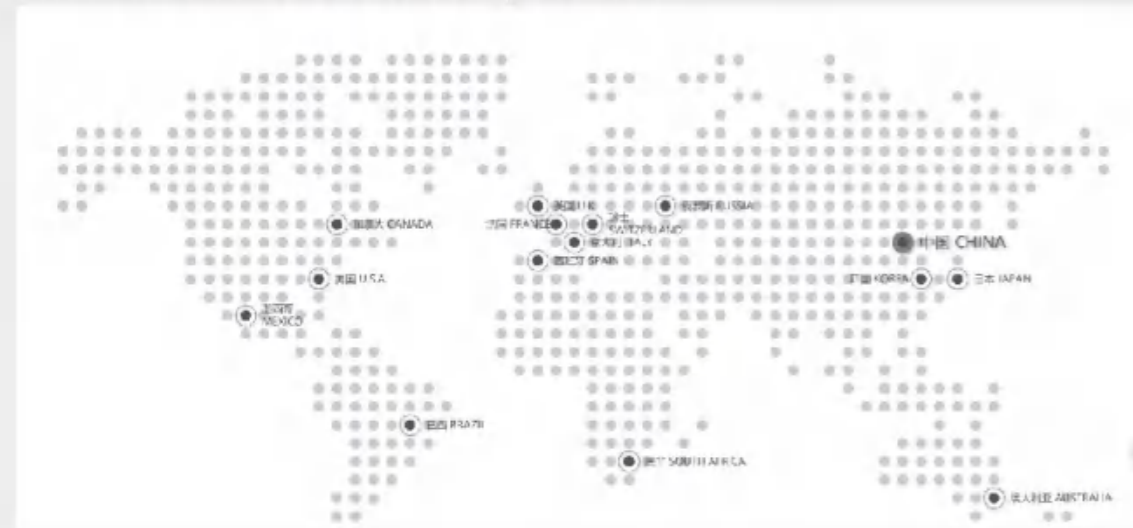 英国 U.K
俄罗斯 RUSSIA
法国 FRANCE
瑞士
SWITZERLAND
加拿大 CANADA
意大利 ITALY
中国 CHINA
西班牙 SPAIN
美国 U.S.A
韩国 KOREA
日本 JAPAN
墨西哥
MEXICO
巴西 BRAZIL
南非 SOUTH AFRICA
澳大利亚 AUSTRALIA